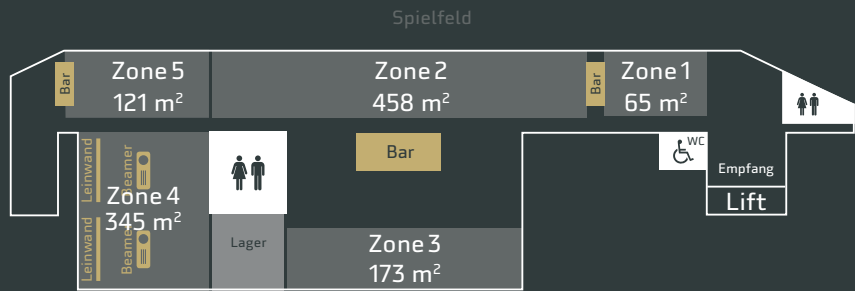 Spielfeld
Bar
Zone 5
121 m²
Zone 2
458 m²
Bar
Zone 1
65 m²
Leinwand
Beamer
Bar
WC
Empfang
Lift
Zone 4
345 m²
Leinwand
Beamer
Lager
Zone 3
173 m²